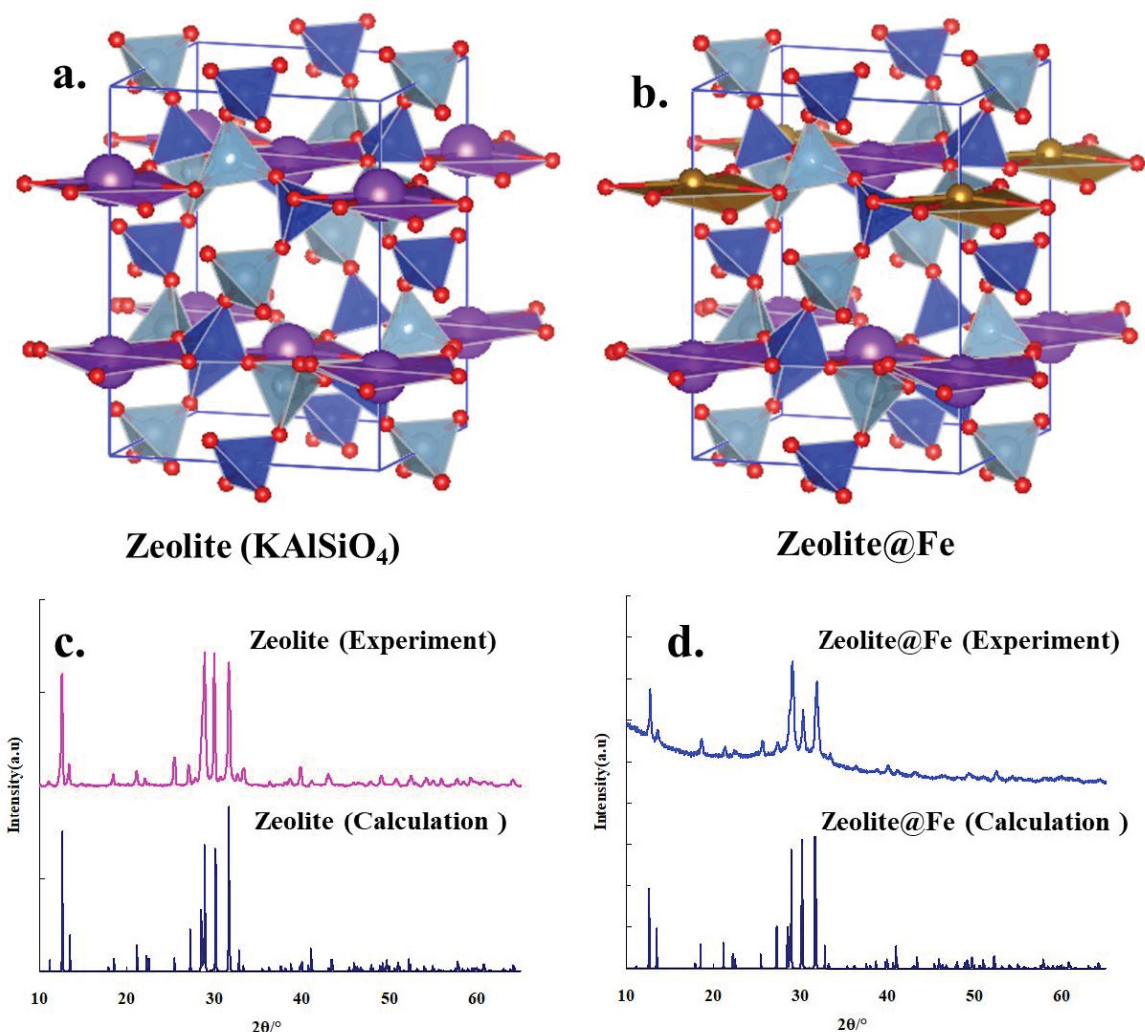 a.
b.
Zeolite (KAlSiO₄)
Zeolite@Fe
c.
Zeolite (Experiment)
Zeolite (Calculation )
Intensity(a.u)
10 20 30 40 50 60
2θ/°
d.
Zeolite@Fe (Experiment)
Zeolite@Fe (Calculation )
Intensity(a.u)
10 20 30 40 50 60
2θ/°